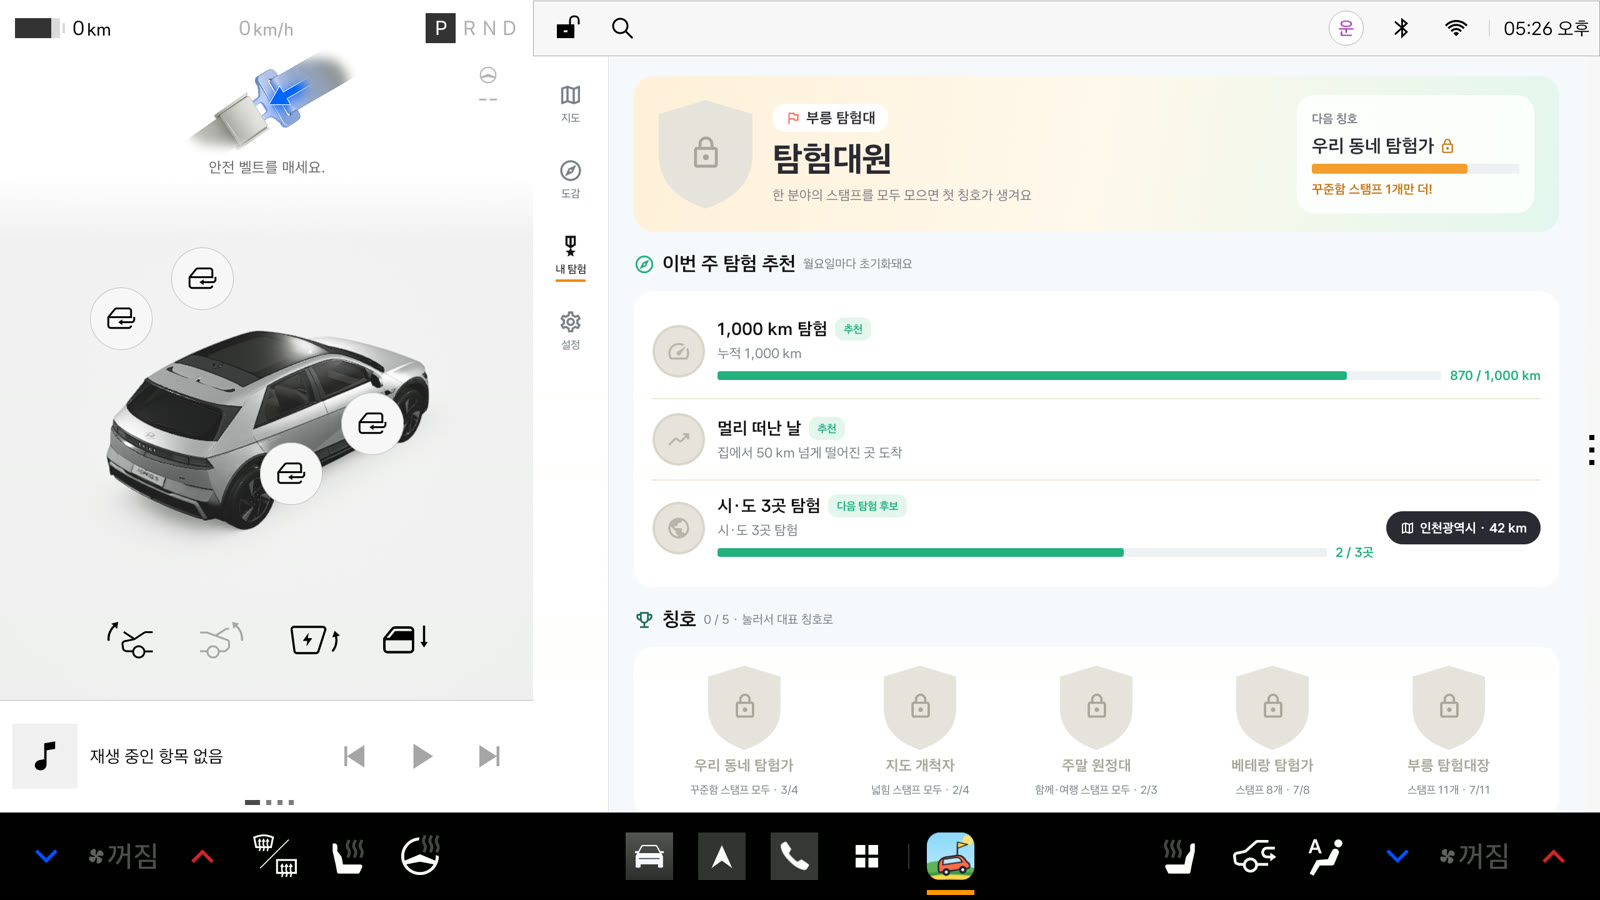 0 km
0 km/h
P R N D
안전 벨트를 매세요.
--
재생 중인 항목 없음
운
05:26 오후
지도
도감
내 탐험
설정
부릉 탐험대
탐험대원
한 분야의 스탬프를 모두 모으면 첫 칭호가 생겨요
다음 칭호
우리 동네 탐험가
꾸준함 스탬프 1개만 더!
이번 주 탐험 추천 월요일마다 초기화돼요
1,000 km 탐험 추천
누적 1,000 km
870 / 1,000 km
멀리 떠난 날 추천
집에서 50 km 넘게 떨어진 곳 도착
시·도 3곳 탐험 다음 탐험 후보
시·도 3곳 탐험
2 / 3곳
인천광역시 · 42 km
칭호 0 / 5 · 눌러서 대표 칭호로
우리 동네 탐험가
꾸준함 스탬프 모두 · 3/4
지도 개척자
넓힘 스탬프 모두 · 2/4
주말 원정대
함께·여행 스탬프 모두 · 2/3
베테랑 탐험가
스탬프 8개 · 7/8
부릉 탐험대장
스탬프 11개 · 7/11
꺼짐
A
꺼짐